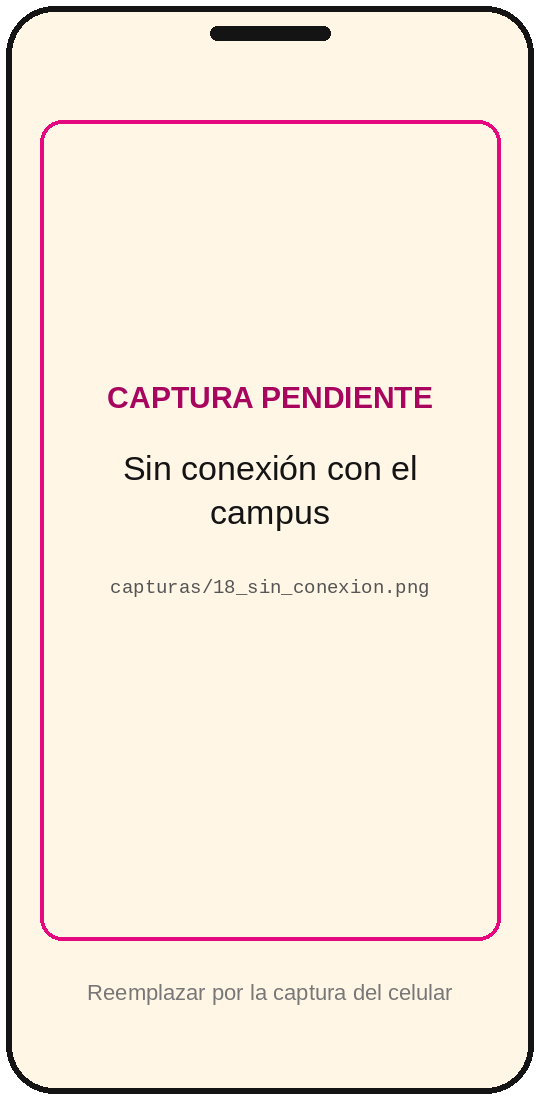 CAPTURA PENDIENTE
Sin conexión con el
campus
capturas/18_sin_conexion.png
Reemplazar por la captura del celular